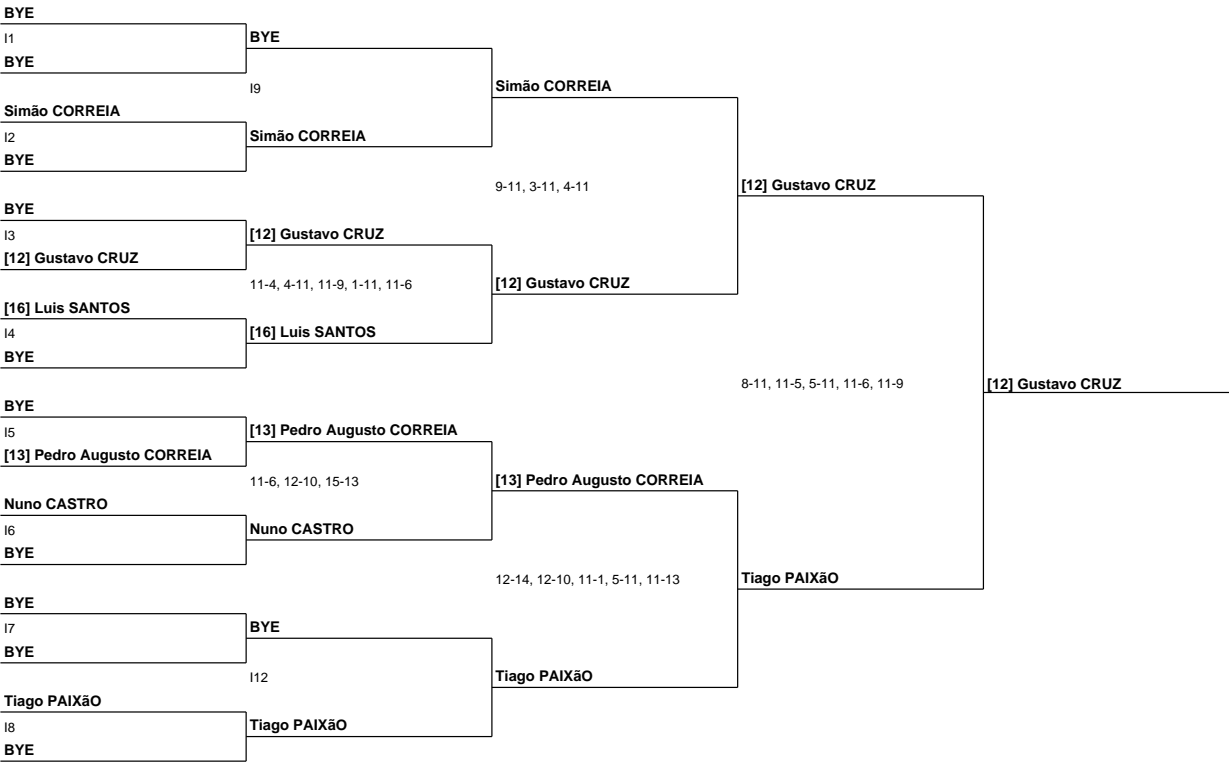 BYE
I1
BYE
BYE
I9
Simão CORREIA
Simão CORREIA
I2
Simão CORREIA
BYE
9-11, 3-11, 4-11
[12] Gustavo CRUZ
BYE
I3
[12] Gustavo CRUZ
[12] Gustavo CRUZ
11-4, 4-11, 11-9, 1-11, 11-6
[12] Gustavo CRUZ
[16] Luis SANTOS
I4
[16] Luis SANTOS
BYE
8-11, 11-5, 5-11, 11-6, 11-9
[12] Gustavo CRUZ
BYE
I5
[13] Pedro Augusto CORREIA
[13] Pedro Augusto CORREIA
11-6, 12-10, 15-13
[13] Pedro Augusto CORREIA
Nuno CASTRO
I6
Nuno CASTRO
BYE
12-14, 12-10, 11-1, 5-11, 11-13
Tiago PAIXãO
BYE
I7
BYE
BYE
I12
Tiago PAIXãO
Tiago PAIXãO
I8
Tiago PAIXãO
BYE